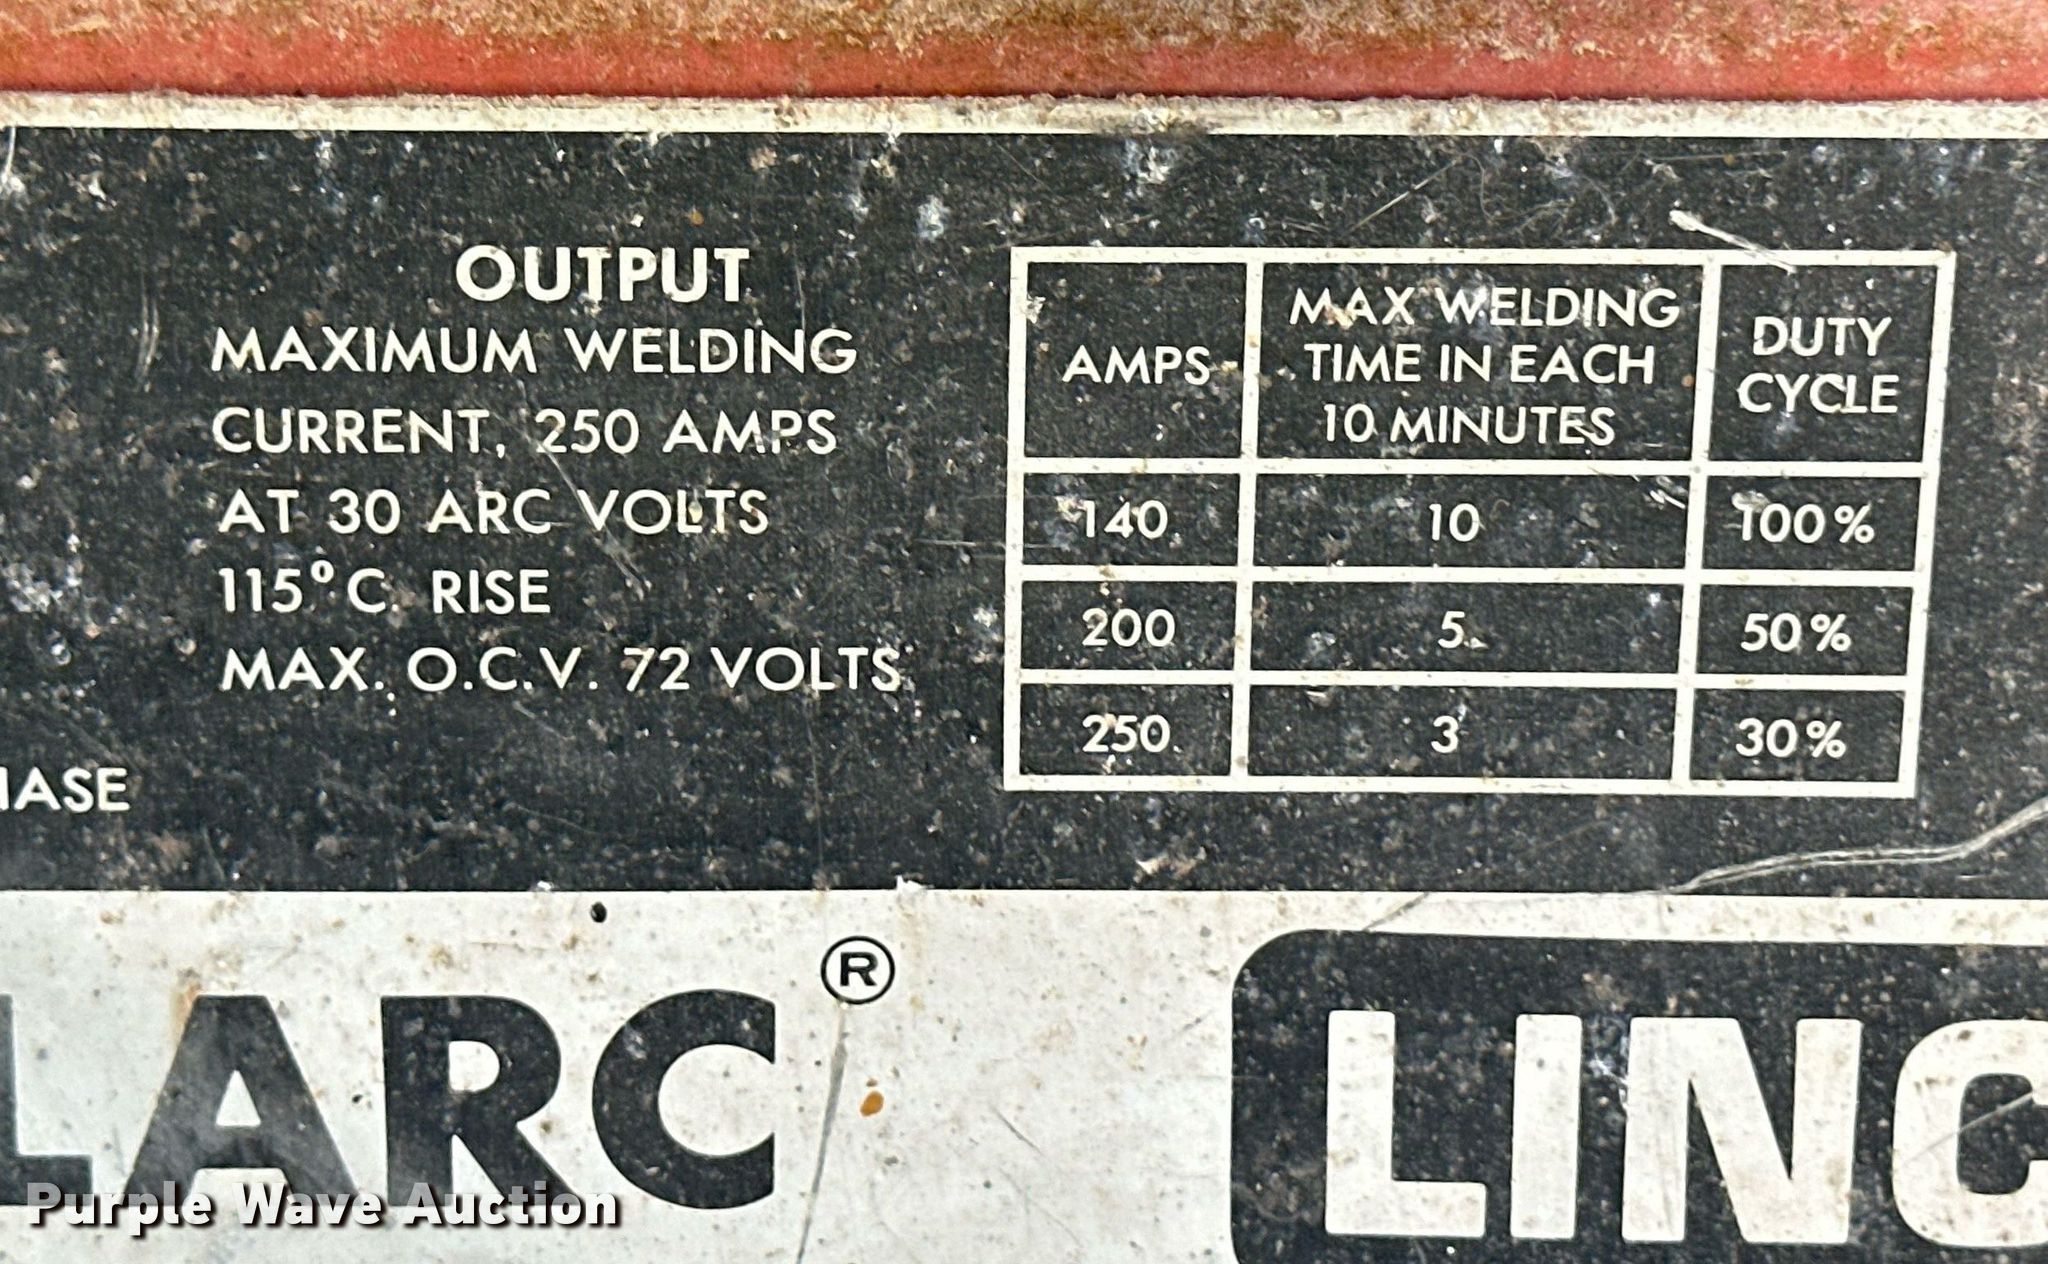 OUTPUT
MAXIMUM WELDING
CURRENT, 250 AMPS
AT 30 ARC VOLTS
115°C. RISE
MAX. O.C.V. 72 VOLTS
AMPS
MAX WELDING
TIME IN EACH
10 MINUTES
DUTY
CYCLE
140 10 100%
200 5 50%
250 3 30%
HASE
LARC®
LINC
Purple Wave Auction